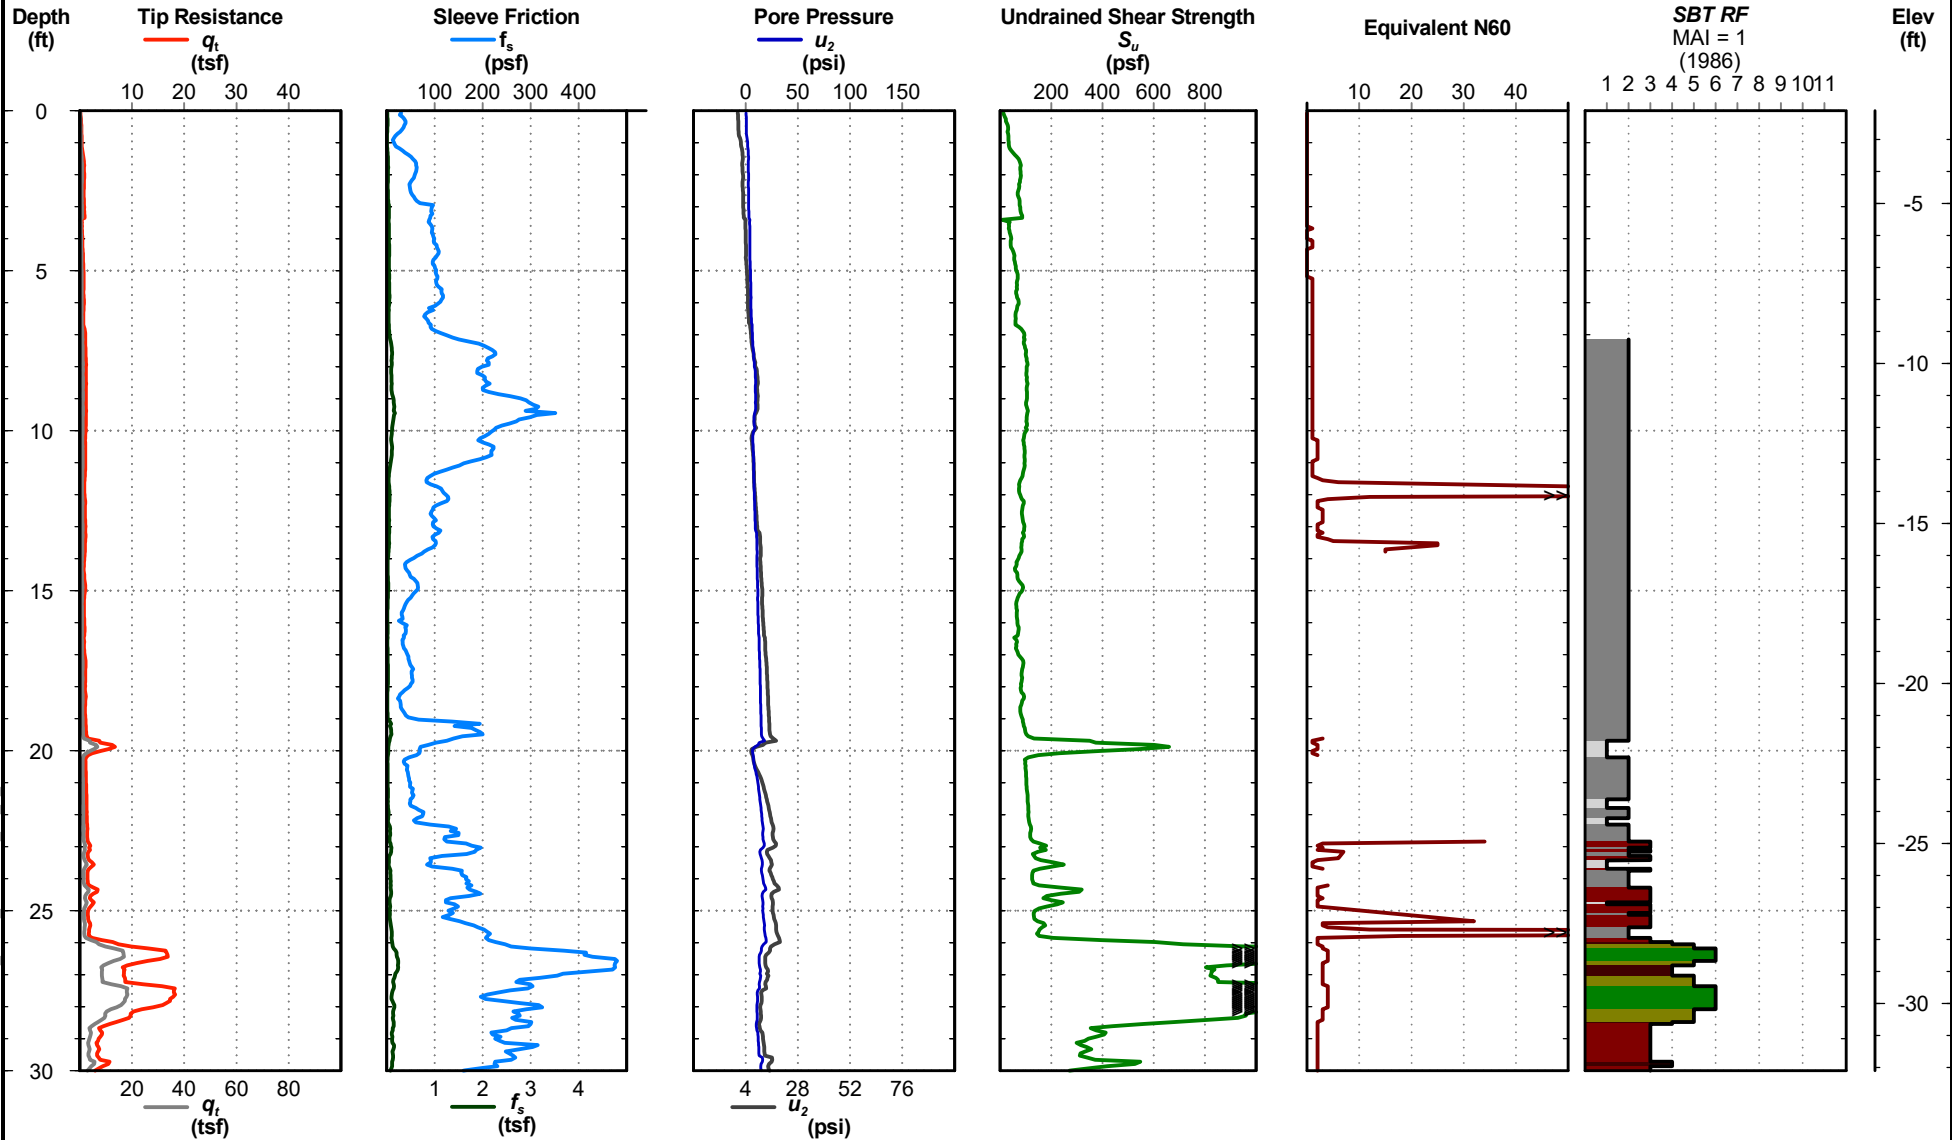 Depth
(ft)
Tip Resistance
qt
(tsf)
Sleeve Friction
fs
(psf)
Pore Pressure
u2
(psi)
Undrained Shear Strength
Su
(psf)
Equivalent N60
SBT RF
MAI = 1
(1986)
Elev
(ft)
10 20 30 40
100 200 300 400
0 50 100 150
200 400 600 800
10 20 30 40
1 2 3 4 5 6 7 8 9 10 11
0
5
10
15
20
25
30
-5
-10
-15
-20
-25
-30
>>
>>
20 40 60 80
1 2 3 4
4 28 52 76
qt
(tsf)
fs
(tsf)
u2
(psi)